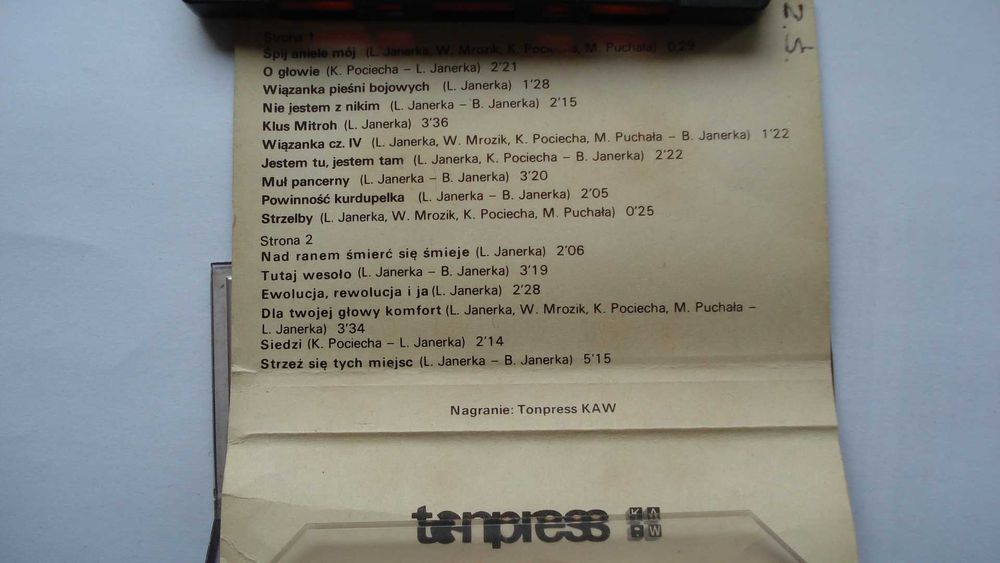 Strona 1
Śpij aniele mój (L. Janerka, W. Mrozik, K. Pociecha, M. Puchała) 0:29
O głowie (K. Pociecha – L. Janerka) 2'21
Wiązanka pieśni bojowych (L. Janerka) 1'28
Nie jestem z nikim (L. Janerka – B. Janerka) 2'15
Klus Mitroh (L. Janerka) 3'36
Wiązanka cz. IV (L. Janerka, W. Mrozik, K. Pociecha, M. Puchała – B. Janerka) 1'22
Jestem tu, jestem tam (L. Janerka, K. Pociecha – B. Janerka) 2'22
Muł pancerny (L. Janerka – B. Janerka) 3'20
Powinność kurdupelka (L. Janerka – B. Janerka) 2'05
Strzelby (L. Janerka, W. Mrozik, K. Pociecha, M. Puchała) 0'25
Strona 2
Nad ranem śmierć się śmieje (L. Janerka) 2'06
Tutaj wesoło (L. Janerka – B. Janerka) 3'19
Ewolucja, rewolucja i ja (L. Janerka) 2'28
Dla twojej głowy komfort (L. Janerka, W. Mrozik, K. Pociecha, M. Puchała –
L. Janerka) 3'34
Siedzi (K. Pociecha – L. Janerka) 2'14
Strzeż się tych miejsc (L. Janerka – B. Janerka) 5'15
Nagranie: Tonpress KAW
tonpress KAW